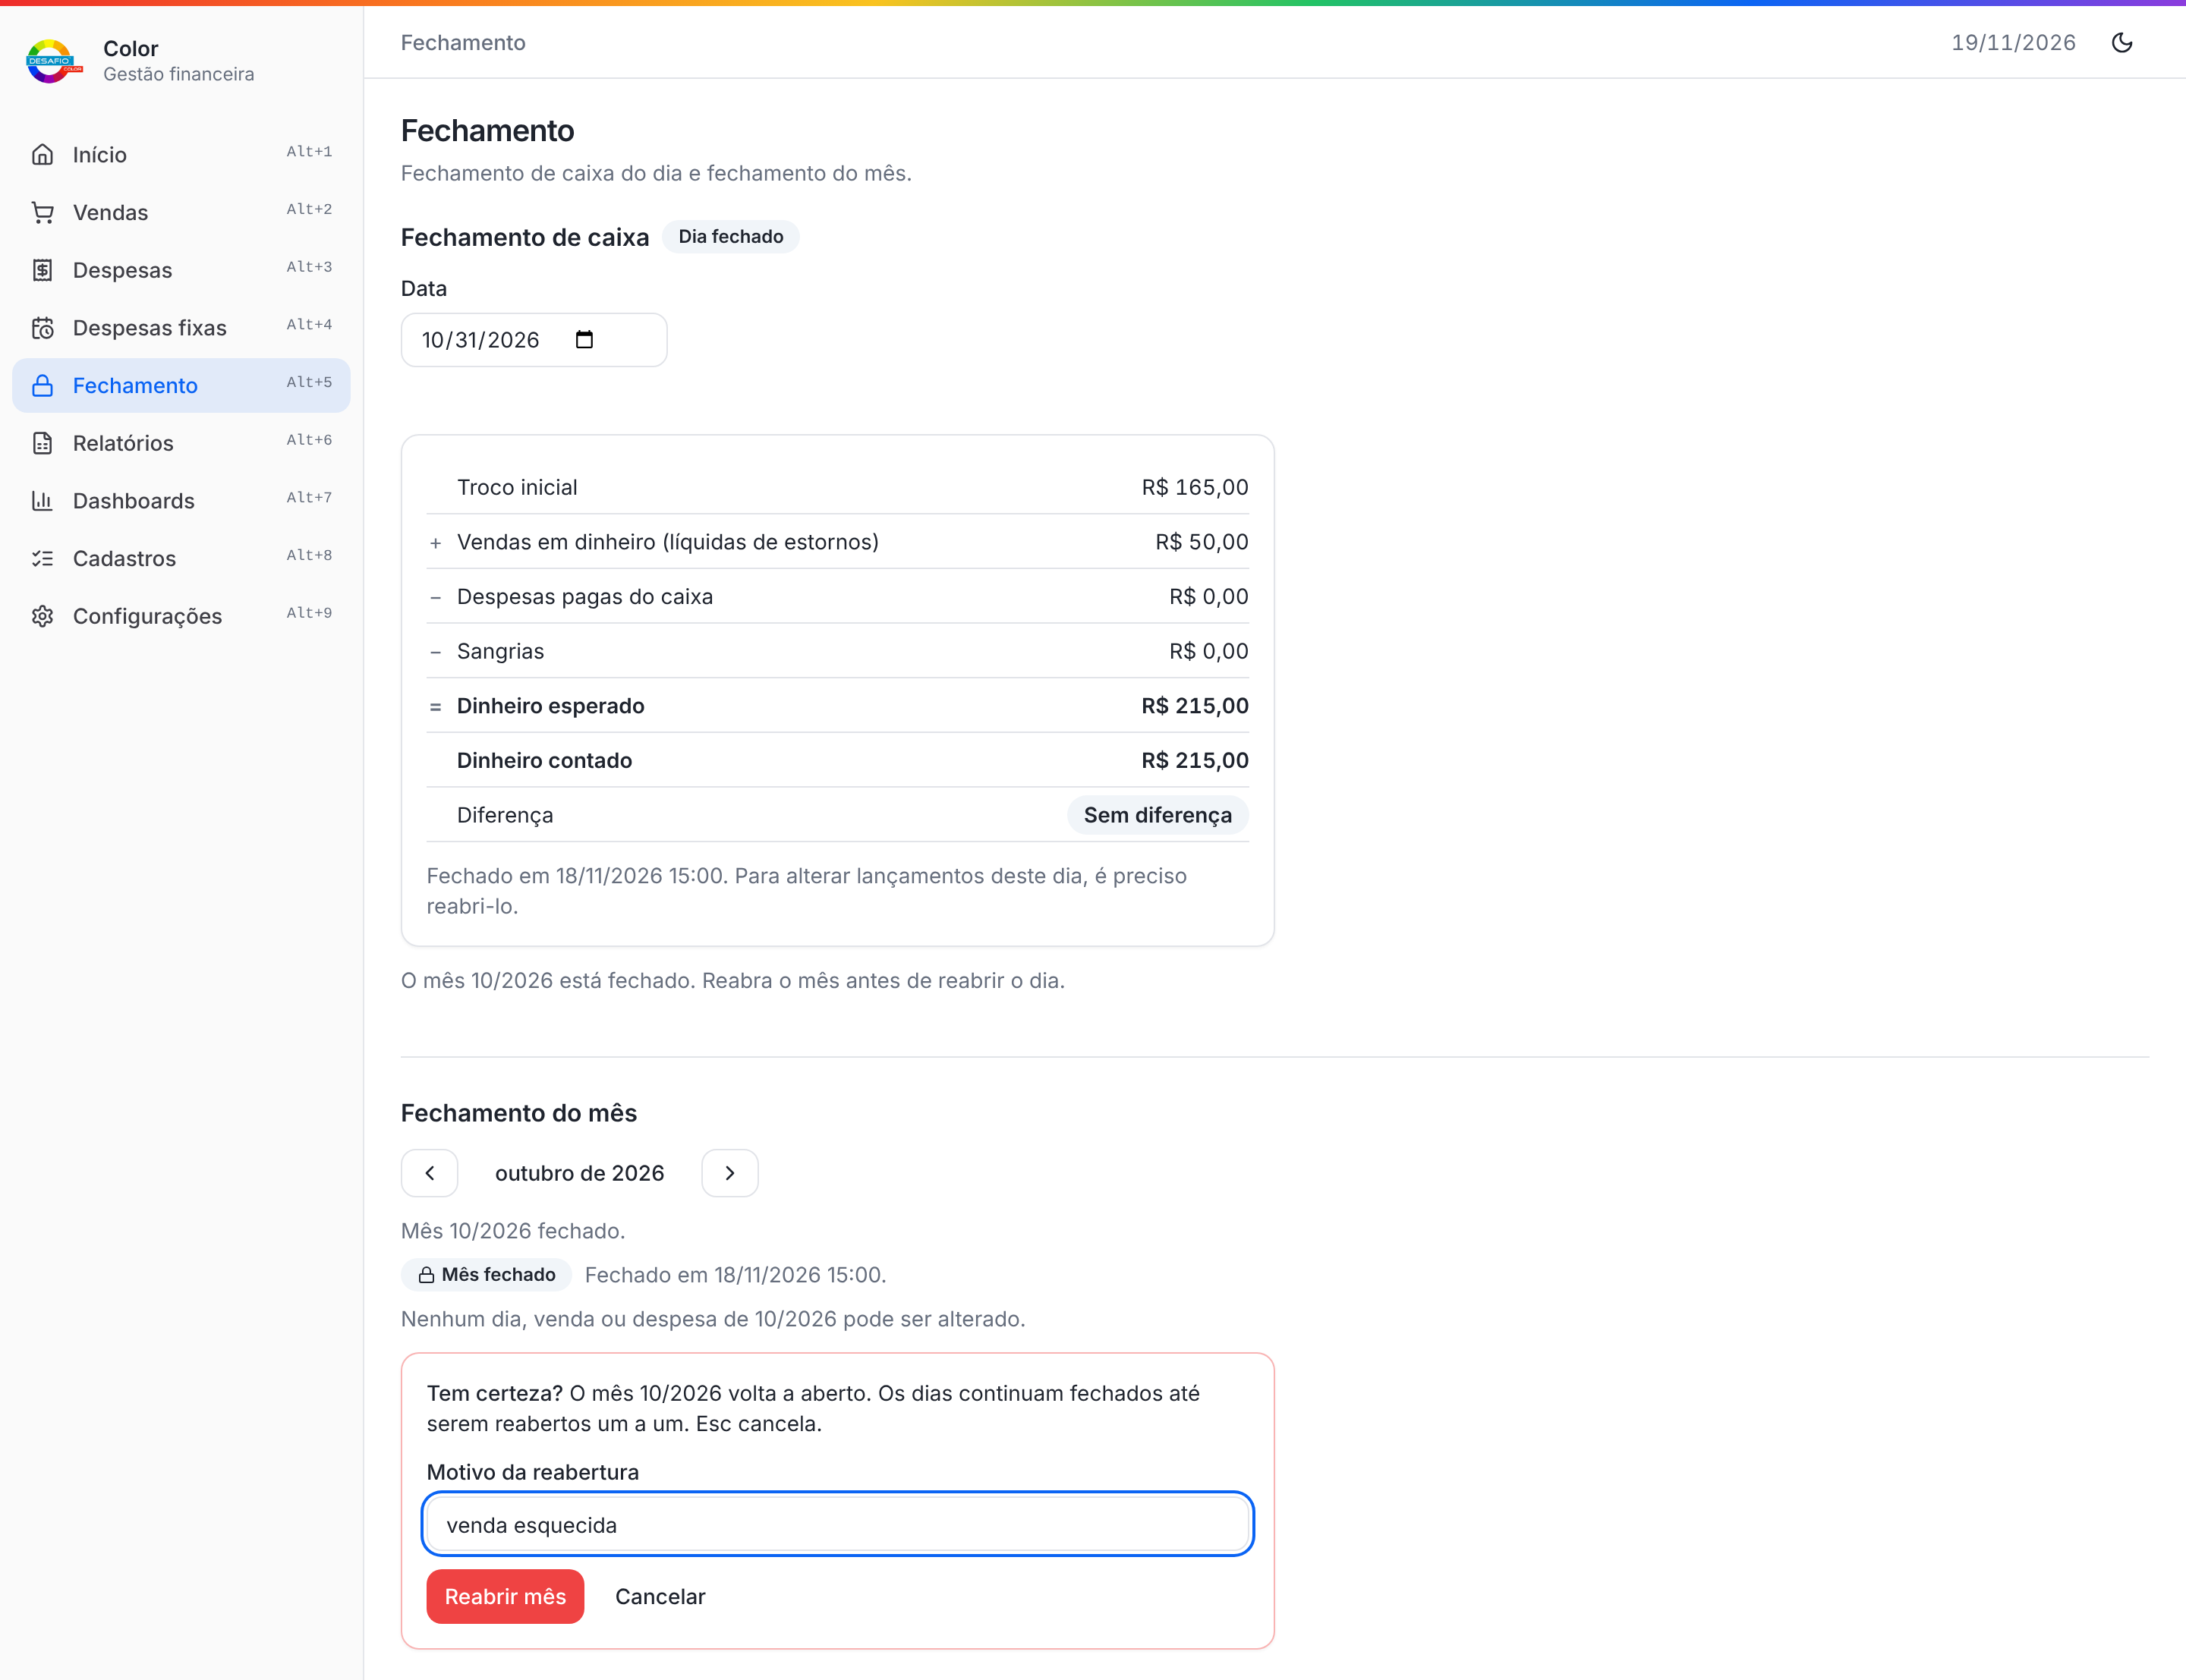 DESAFIO
COLOR
Color
Gestão financeira
Início Alt+1
Vendas Alt+2
Despesas Alt+3
Despesas fixas Alt+4
Fechamento Alt+5
Relatórios Alt+6
Dashboards Alt+7
Cadastros Alt+8
Configurações Alt+9
Fechamento 19/11/2026
Fechamento
Fechamento de caixa do dia e fechamento do mês.
Fechamento de caixa Dia fechado
Data
10/31/2026
Troco inicial R$ 165,00
+ Vendas em dinheiro (líquidas de estornos) R$ 50,00
− Despesas pagas do caixa R$ 0,00
− Sangrias R$ 0,00
= Dinheiro esperado R$ 215,00
Dinheiro contado R$ 215,00
Diferença Sem diferença
Fechado em 18/11/2026 15:00. Para alterar lançamentos deste dia, é preciso
reabri-lo.
O mês 10/2026 está fechado. Reabra o mês antes de reabrir o dia.
Fechamento do mês
outubro de 2026
Mês 10/2026 fechado.
Mês fechado Fechado em 18/11/2026 15:00.
Nenhum dia, venda ou despesa de 10/2026 pode ser alterado.
Tem certeza? O mês 10/2026 volta a aberto. Os dias continuam fechados até
serem reabertos um a um. Esc cancela.
Motivo da reabertura
venda esquecida
Reabrir mês Cancelar